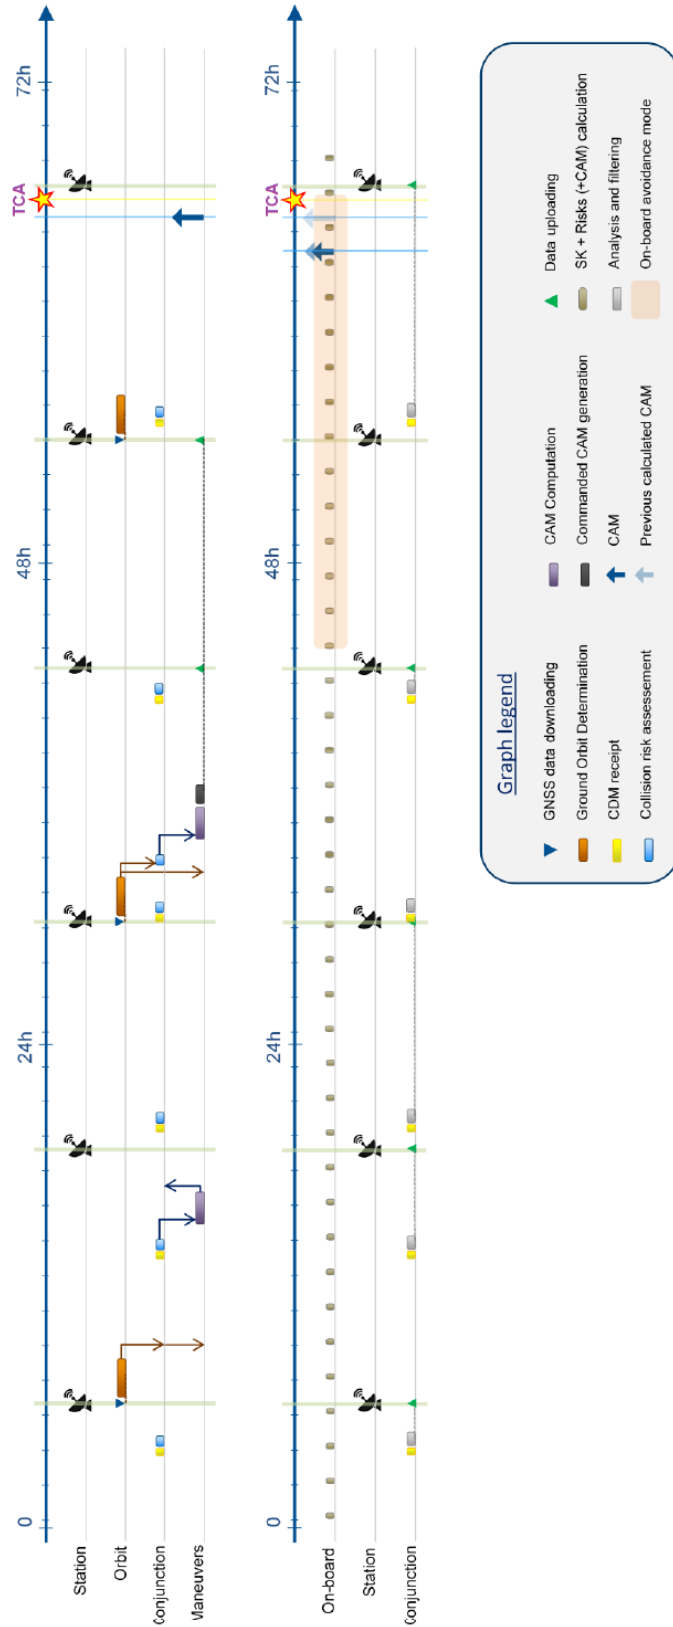 TCA
0 24h 48h 72h
Station
Orbit
Conjunction
Maneuvers
TCA
0 24h 48h 72h
On-board
Station
Conjunction
Graph legend
GNSS data downloading CAM Computation Data uploading
Ground Orbit Determination Commanded CAM generation SK + Risks (+CAM) calculation
CDM receipt CAM Analysis and filtering
Collision risk assessement Previous calculated CAM On-board avoidance mode